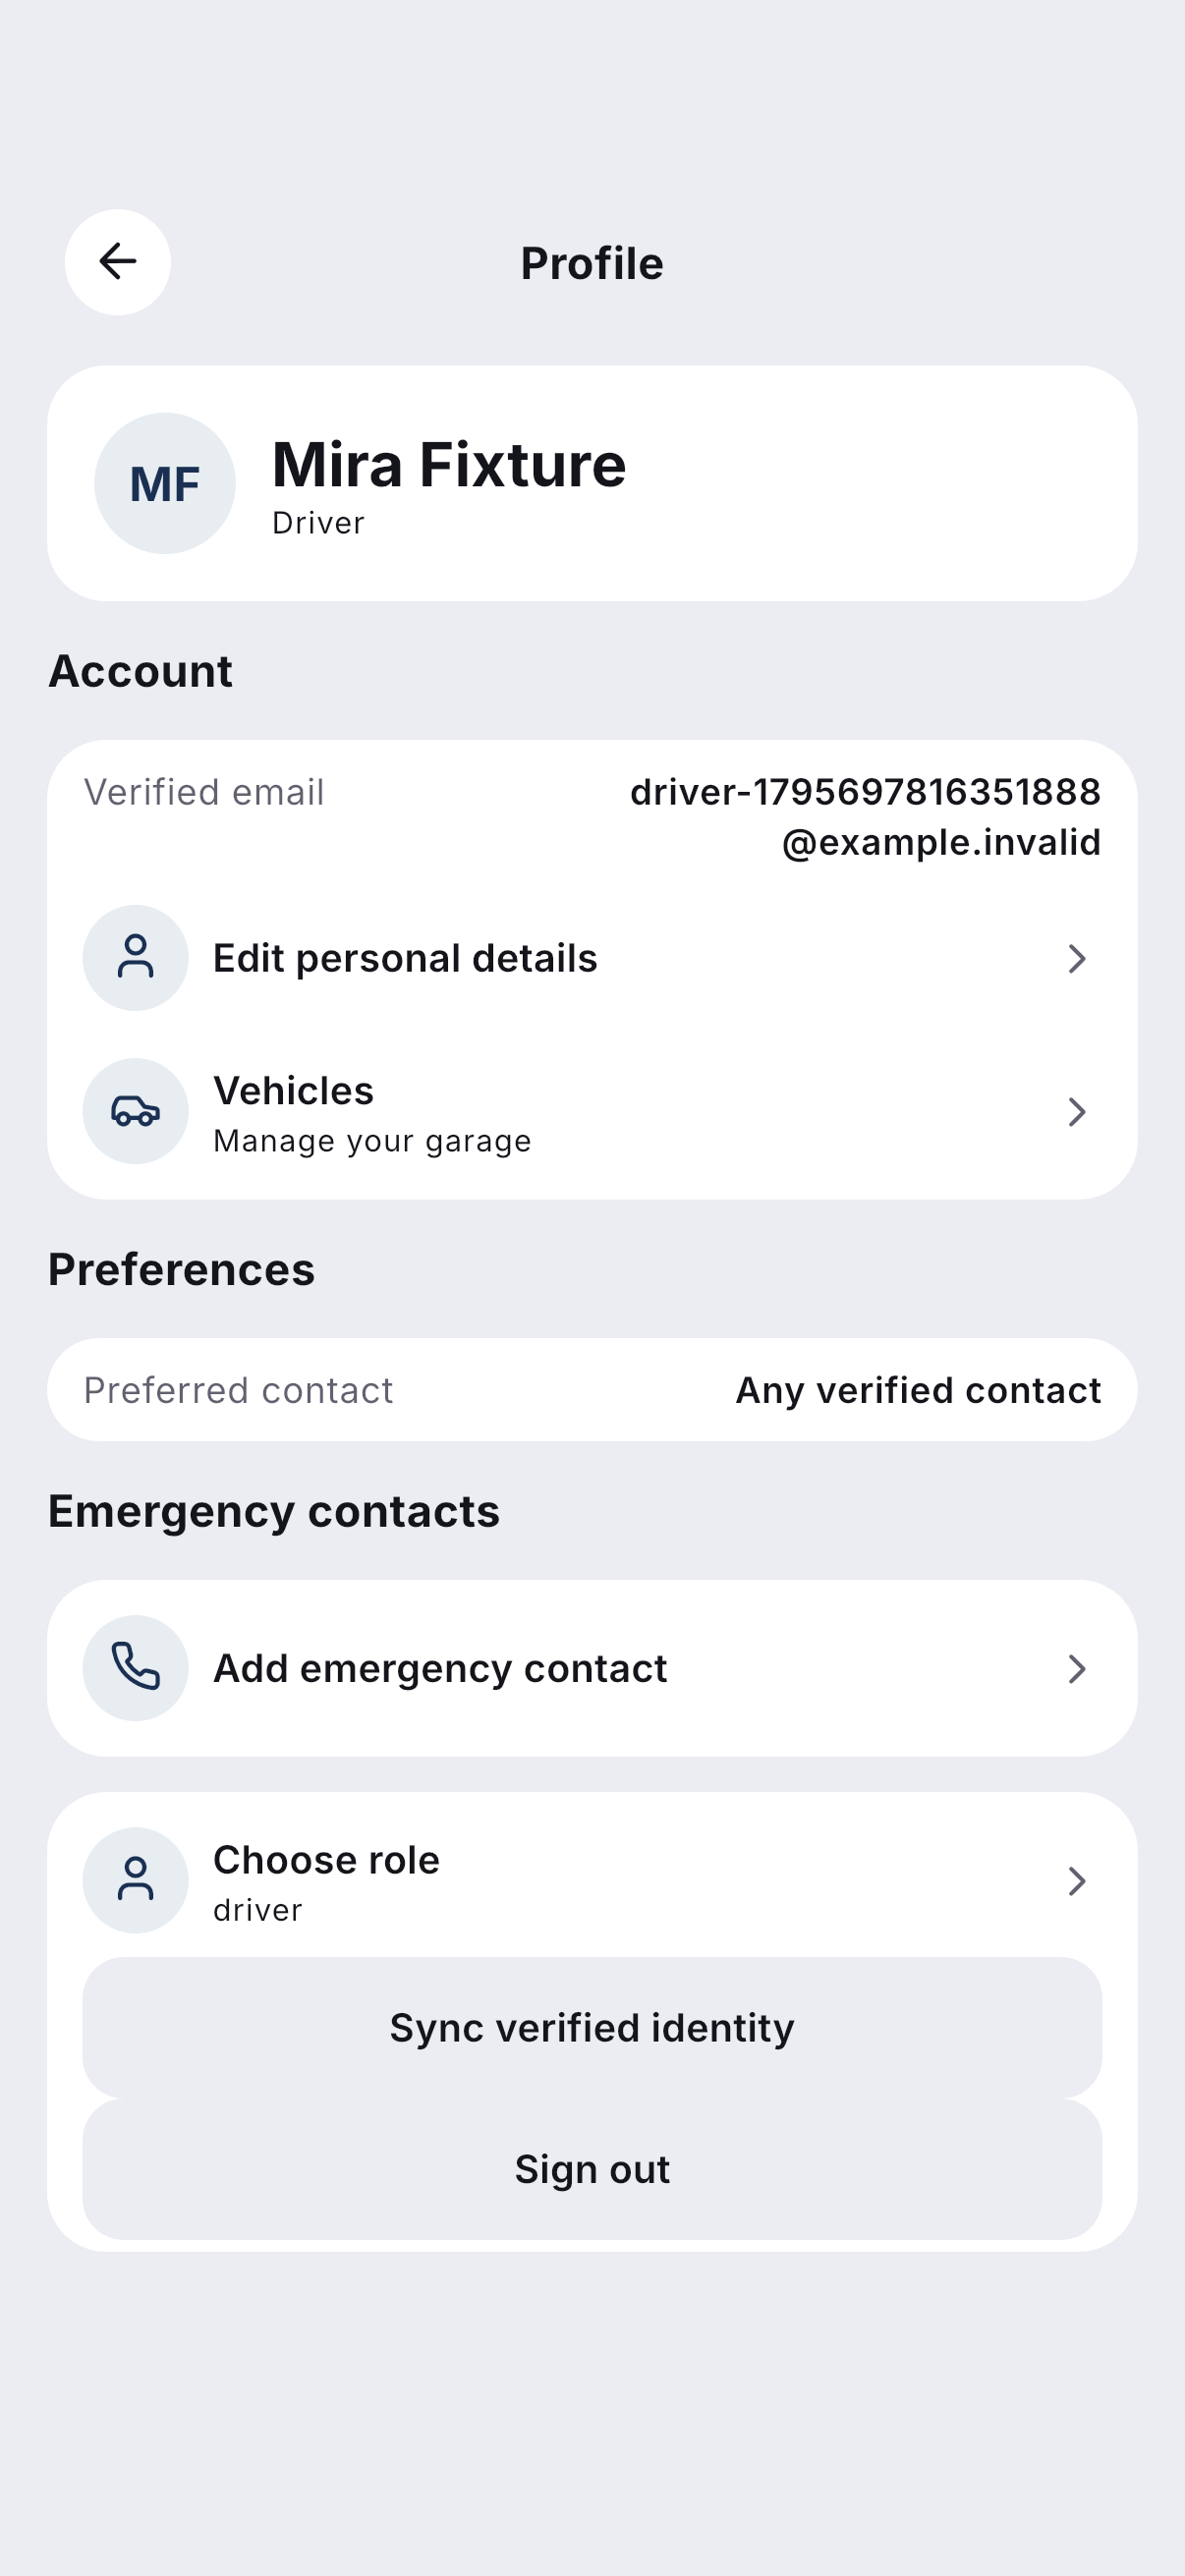 Profile
MF
Mira Fixture
Driver
Account
Verified email
driver-1795697816351888
@example.invalid
Edit personal details
Vehicles
Manage your garage
Preferences
Preferred contact
Any verified contact
Emergency contacts
Add emergency contact
Choose role
driver
Sync verified identity
Sign out